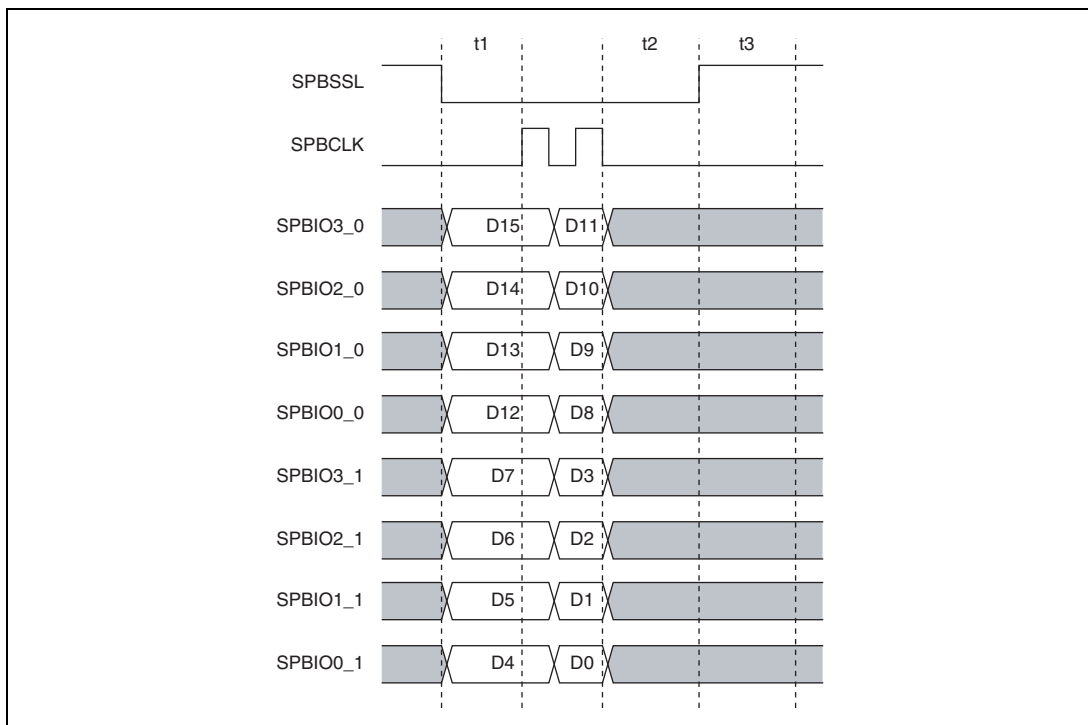 t1 t2 t3
SPBSSL
SPBCLK
SPBIO3_0 D15 D11
SPBIO2_0 D14 D10
SPBIO1_0 D13 D9
SPBIO0_0 D12 D8
SPBIO3_1 D7 D3
SPBIO2_1 D6 D2
SPBIO1_1 D5 D1
SPBIO0_1 D4 D0